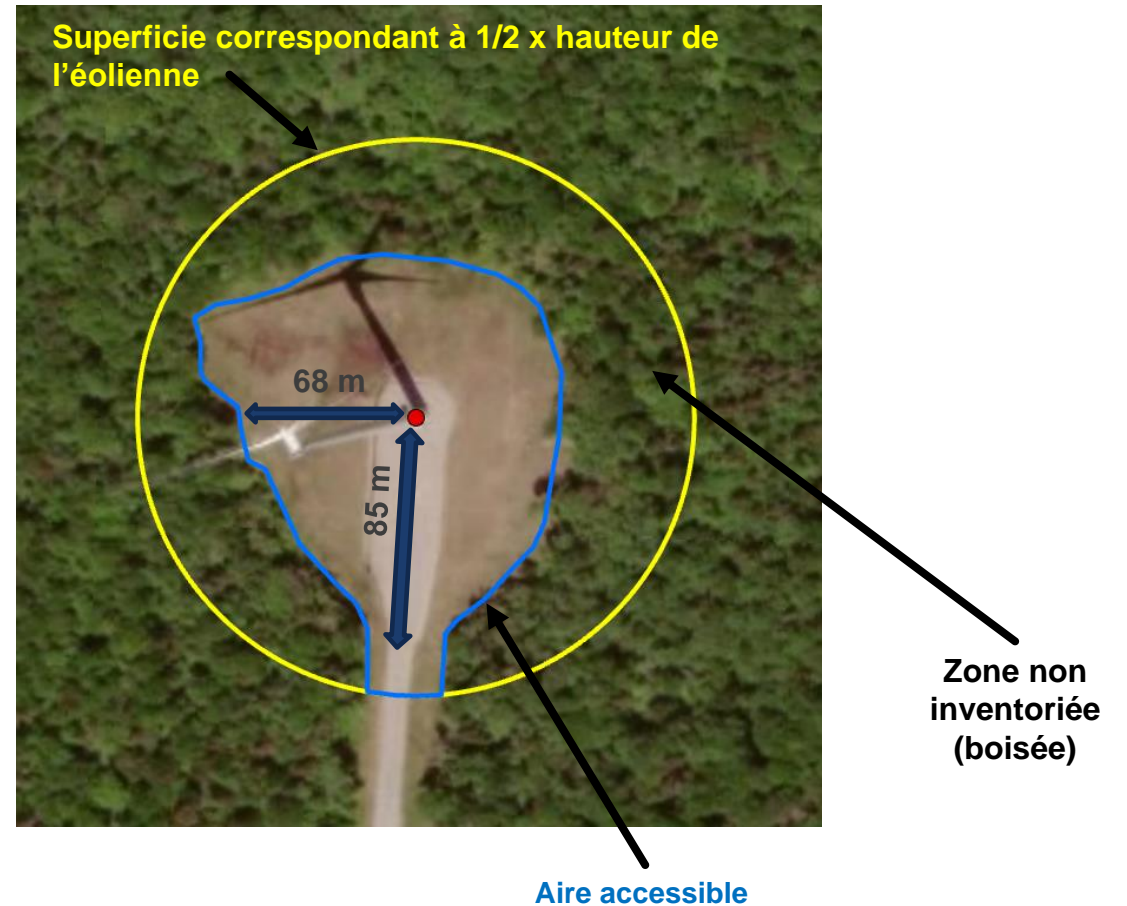 Superficie correspondant à 1/2 x hauteur de
l'éolienne
68 m
85 m
Zone non
inventoriée
(boisée)
Aire accessible